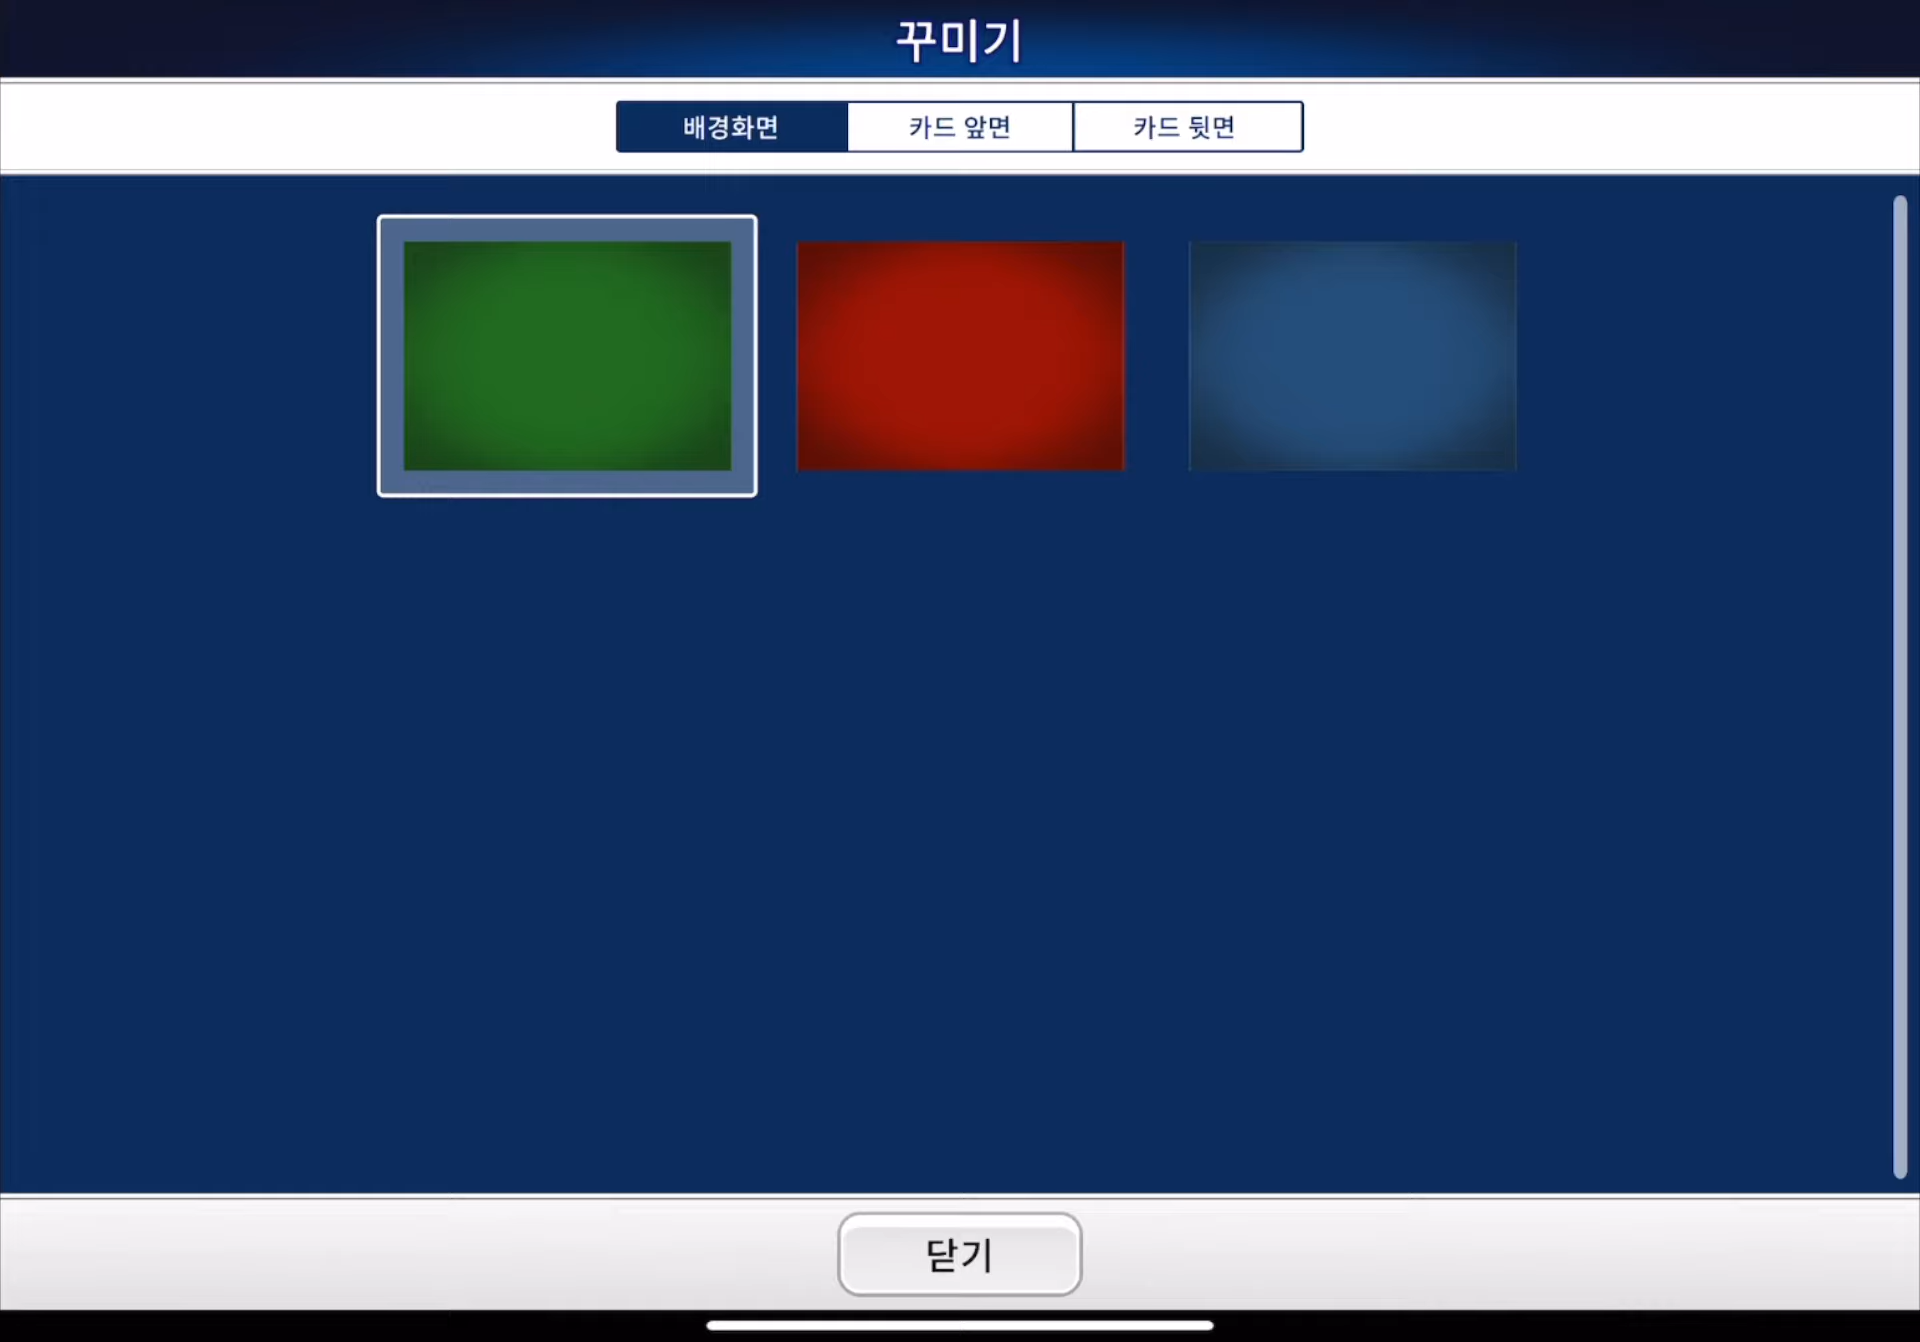 꾸미기
배경화면
카드 앞면
카드 뒷면
닫기